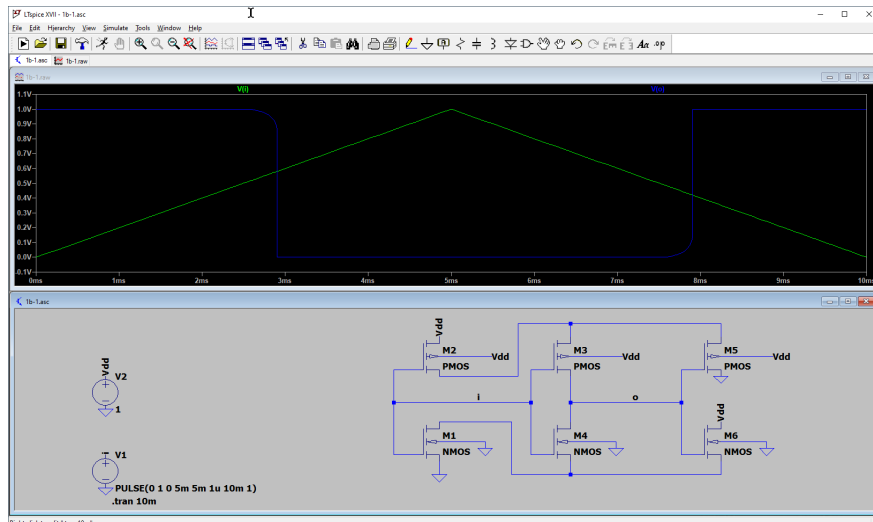 LTspice XVII - 1b-1.asc
File Edit Hierarchy View Simulate Tools Window Help
1b-1.asc 1b-1.raw
1b-1.raw
V(i) V(o)
1.1V
1.0V
0.9V
0.8V
0.7V
0.6V
0.5V
0.4V
0.3V
0.2V
0.1V
0.0V
-0.1V
0ms 1ms 2ms 3ms 4ms 5ms 6ms 7ms 8ms 9ms 10ms
1b-1.asc
Vdd
M2 Vdd
PMOS
M3 Vdd
PMOS
M5 Vdd
PMOS
Vdd
V2
1
i
o
Vdd
M1
NMOS
M4
NMOS
M6
NMOS
i
V1
PULSE(0 1 0 5m 5m 1u 10m 1)
.tran 10m